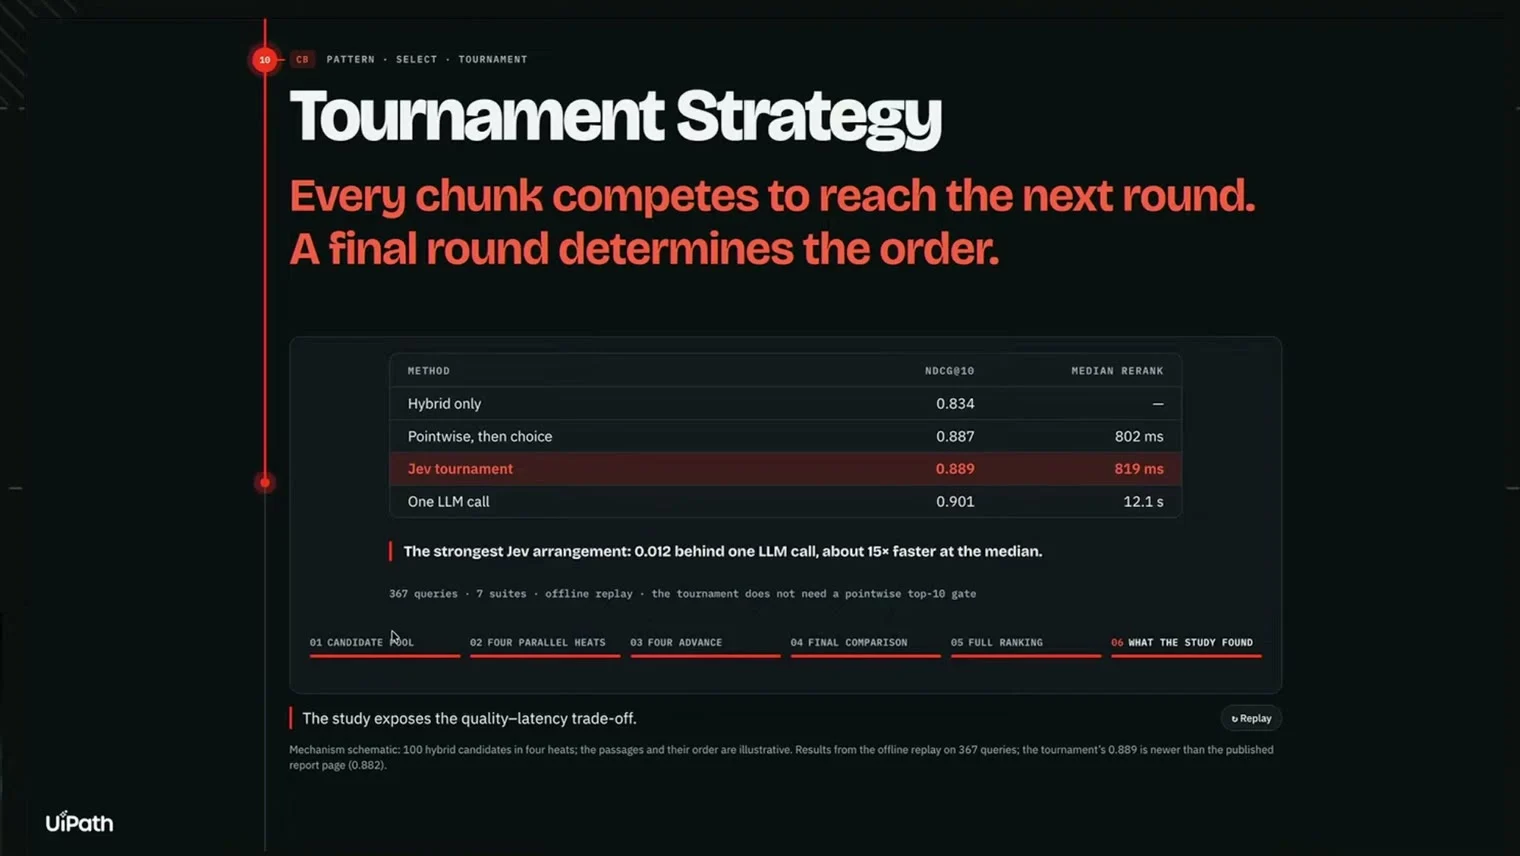 10 CB PATTERN · SELECT · TOURNAMENT
Tournament Strategy
Every chunk competes to reach the next round.
A final round determines the order.
METHOD NDCG@10 MEDIAN RERANK
Hybrid only 0.834 —
Pointwise, then choice 0.887 802 ms
Jev tournament 0.889 819 ms
One LLM call 0.901 12.1 s
The strongest Jev arrangement: 0.012 behind one LLM call, about 15× faster at the median.
367 queries · 7 suites · offline replay · the tournament does not need a pointwise top-10 gate
01 CANDIDATE POOL 02 FOUR PARALLEL HEATS 03 FOUR ADVANCE 04 FINAL COMPARISON 05 FULL RANKING 06 WHAT THE STUDY FOUND
The study exposes the quality–latency trade-off.
↻ Replay
Mechanism schematic: 100 hybrid candidates in four heats; the passages and their order are illustrative. Results from the offline replay on 367 queries; the tournament's 0.889 is newer than the published
report page (0.882).
UiPath